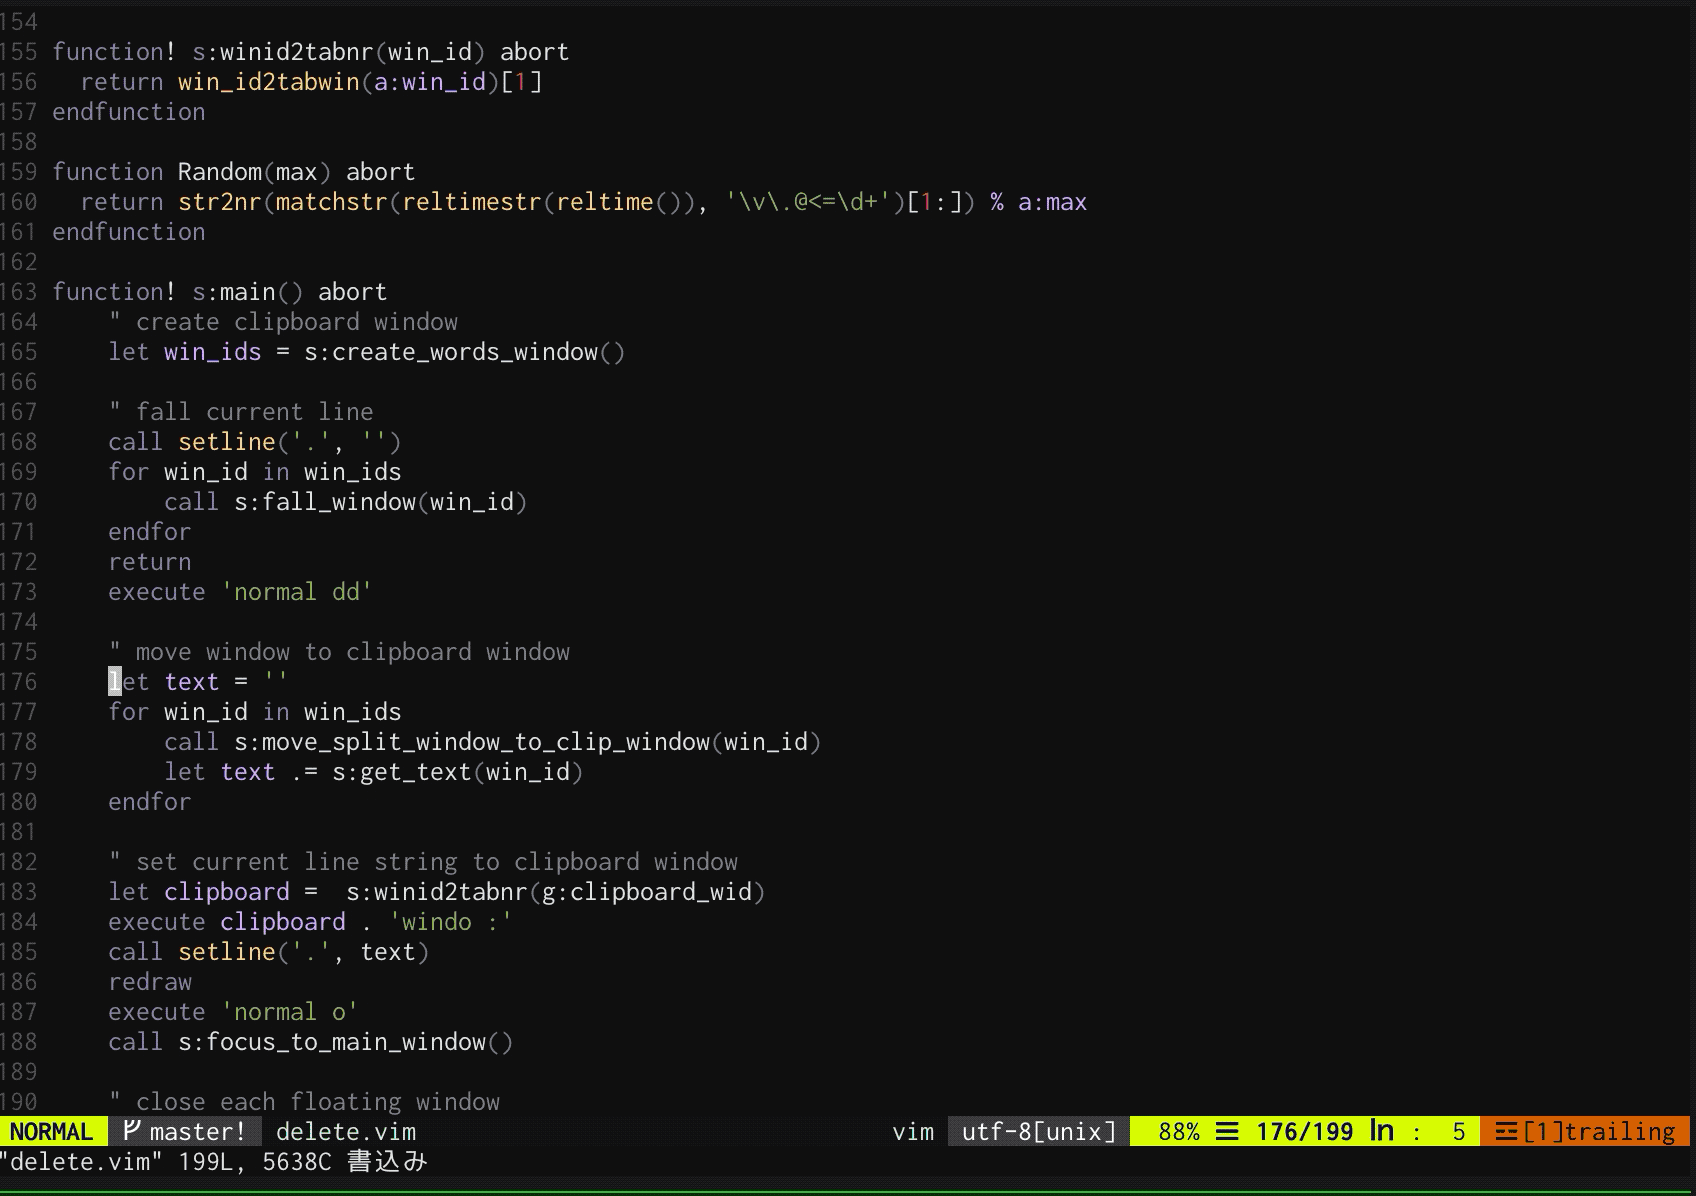 154
155 function! s:winid2tabnr(win_id) abort
156   return win_id2tabwin(a:win_id)[1]
157 endfunction
158
159 function Random(max) abort
160   return str2nr(matchstr(reltimestr(reltime()), '\v\.@<=\d+')[1:]) % a:max
161 endfunction
162
163 function! s:main() abort
164     " create clipboard window
165     let win_ids = s:create_words_window()
166
167     " fall current line
168     call setline('.', '')
169     for win_id in win_ids
170         call s:fall_window(win_id)
171     endfor
172     return
173     execute 'normal dd'
174
175     " move window to clipboard window
176     let text = ''
177     for win_id in win_ids
178         call s:move_split_window_to_clip_window(win_id)
179         let text .= s:get_text(win_id)
180     endfor
181
182     " set current line string to clipboard window
183     let clipboard =  s:winid2tabnr(g:clipboard_wid)
184     execute clipboard . 'windo :'
185     call setline('.', text)
186     redraw
187     execute 'normal o'
188     call s:focus_to_main_window()
189
190     " close each floating window
NORMAL master! delete.vim vim utf-8[unix] 88% ☰ 176/199 ln : 5 ☲[1]trailing
"delete.vim" 199L, 5638C 書込み